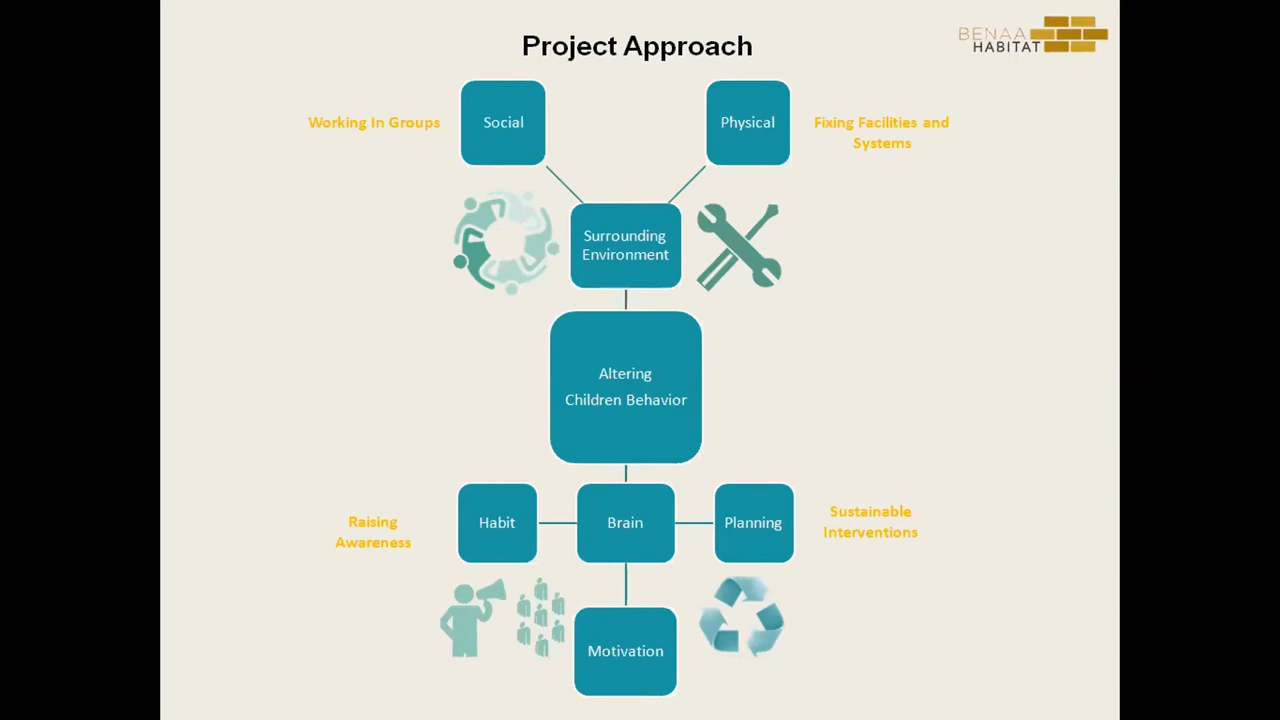 Project Approach
BENAA
HABITAT
Working In Groups
Social
Physical
Fixing Facilities and
Systems
Surrounding
Environment
Altering
Children Behavior
Raising
Awareness
Habit
Brain
Planning
Sustainable
Interventions
Motivation